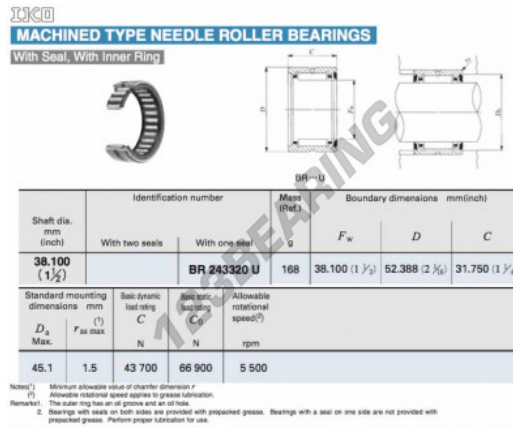 IKO
MACHINED TYPE NEEDLE ROLLER BEARINGS
With Seal, With Inner Ring
C
D
Fw
rs
Da
BR···U
123BEARING
Shaft dia.
mm
(inch)
Identification number
With two seals
With one seal
Mass
(Ref.)
g
Boundary dimensions mm(inch)
Fw
D
C
38.100
(1½)
BR 243320 U
168
38.100 (1 ½)
52.388 (2 1/16)
31.750
Standard mounting
dimensions mm
Da
Max.
ras max (1)
Basic dynamic
load rating
C
N
Basic static
load rating
C0
N
Allowable
rotational
speed(2)
rpm
45.1
1.5
43 700
66 900
5 500
Notes(1) Minimum allowable value of chamfer dimension r
(2) Allowable rotational speed applies to grease lubrication.
Remarks1. The outer ring has an oil groove and an oil hole.
2. Bearings with seals on both sides are provided with prepacked grease. Bearings with a seal on one side are not provided with
prepacked grease. Perform proper lubrication for use.